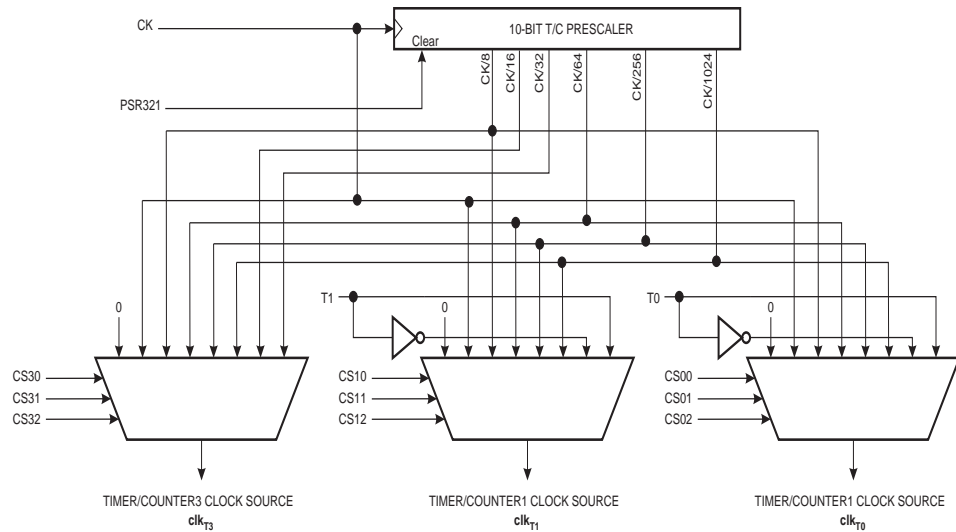 CK
10-BIT T/C PRESCALER
Clear
CK/8
CK/16
CK/32
CK/64
CK/256
CK/1024
PSR321
T1
T0
0
0
0
CS30
CS31
CS32
CS10
CS11
CS12
CS00
CS01
CS02
TIMER/COUNTER3 CLOCK SOURCE
clkT3
TIMER/COUNTER1 CLOCK SOURCE
clkT1
TIMER/COUNTER1 CLOCK SOURCE
clkT0